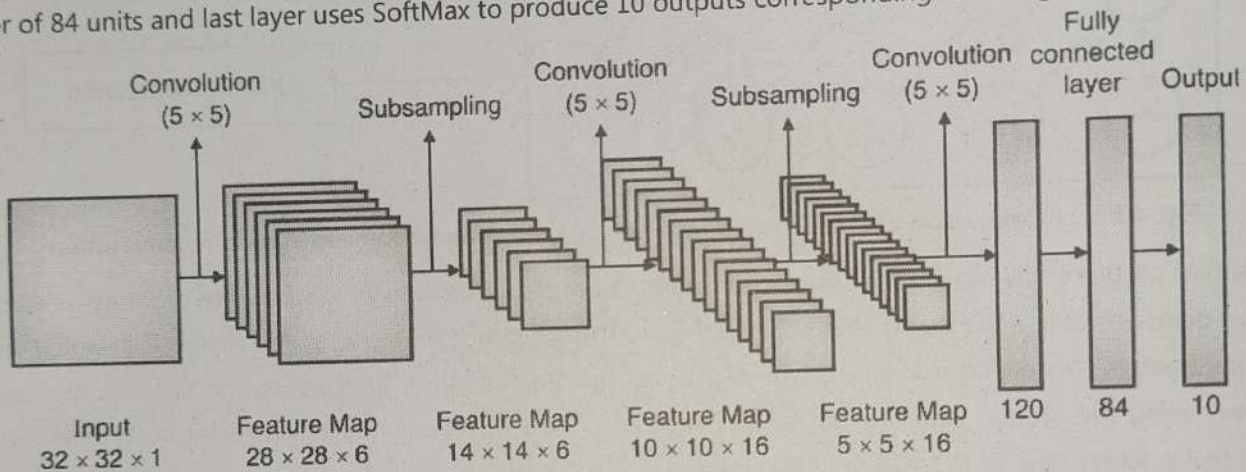 r of 84 units and last layer uses SoftMax to produce 10 outputs corresponding
Convolution
(5 × 5)
Subsampling
Convolution
(5 × 5)
Subsampling
Convolution
(5 × 5)
Fully
connected
layer
Output
Input
32 × 32 × 1
Feature Map
28 × 28 × 6
Feature Map
14 × 14 × 6
Feature Map
10 × 10 × 16
Feature Map
5 × 5 × 16
120
84
10